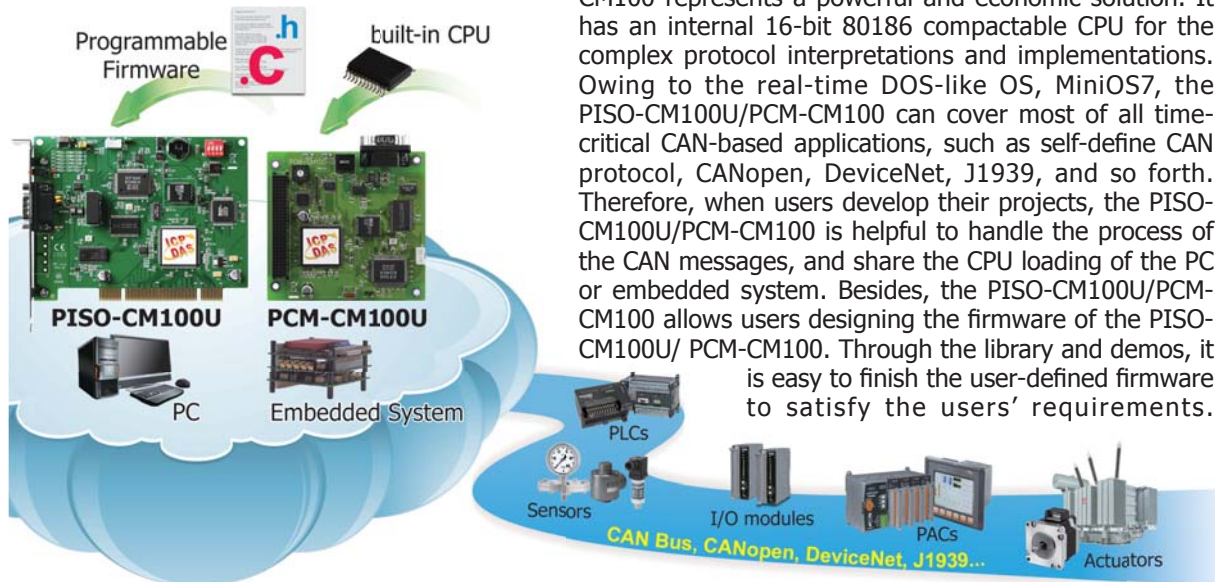 Programmable
Firmware
.h
.C
built-in CPU
ICP
DAS
ICP
DAS
PISO-CM100U
PCM-CM100U
PC
Embedded System
CM100 represents a powerful and economic solution. It
has an internal 16-bit 80186 compactable CPU for the
complex protocol interpretations and implementations.
Owing to the real-time DOS-like OS, MiniOS7, the
PISO-CM100U/PCM-CM100 can cover most of all time-
critical CAN-based applications, such as self-define CAN
protocol, CANopen, DeviceNet, J1939, and so forth.
Therefore, when users develop their projects, the PISO-
CM100U/PCM-CM100 is helpful to handle the process of
the CAN messages, and share the CPU loading of the PC
or embedded system. Besides, the PISO-CM100U/PCM-
CM100 allows users designing the firmware of the PISO-
CM100U/ PCM-CM100. Through the library and demos, it
is easy to finish the user-defined firmware
to satisfy the users’ requirements.
PLCs
Sensors
I/O modules
PACs
Actuators
CAN Bus, CANopen, DeviceNet, J1939...